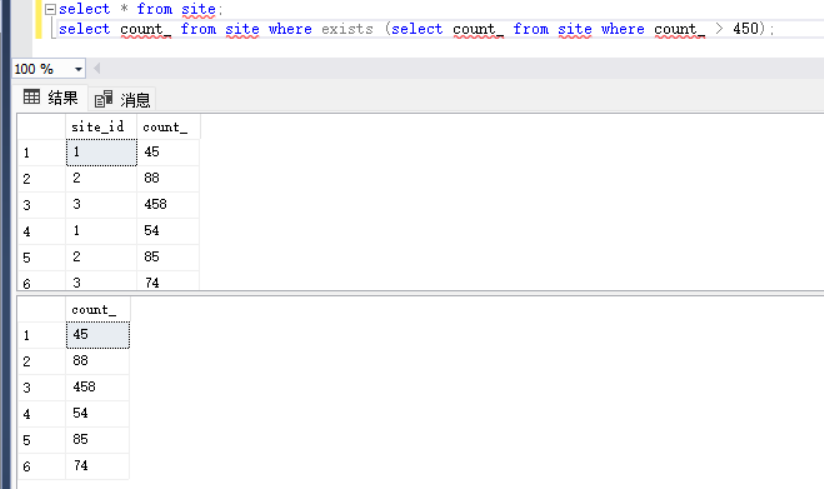 select * from site;
select count_ from site where exists (select count_ from site where count_ > 450);
100 %
结果 消息
site_id count_
1 1 45
2 2 88
3 3 458
4 1 54
5 2 85
6 3 74
count_
1 45
2 88
3 458
4 54
5 85
6 74